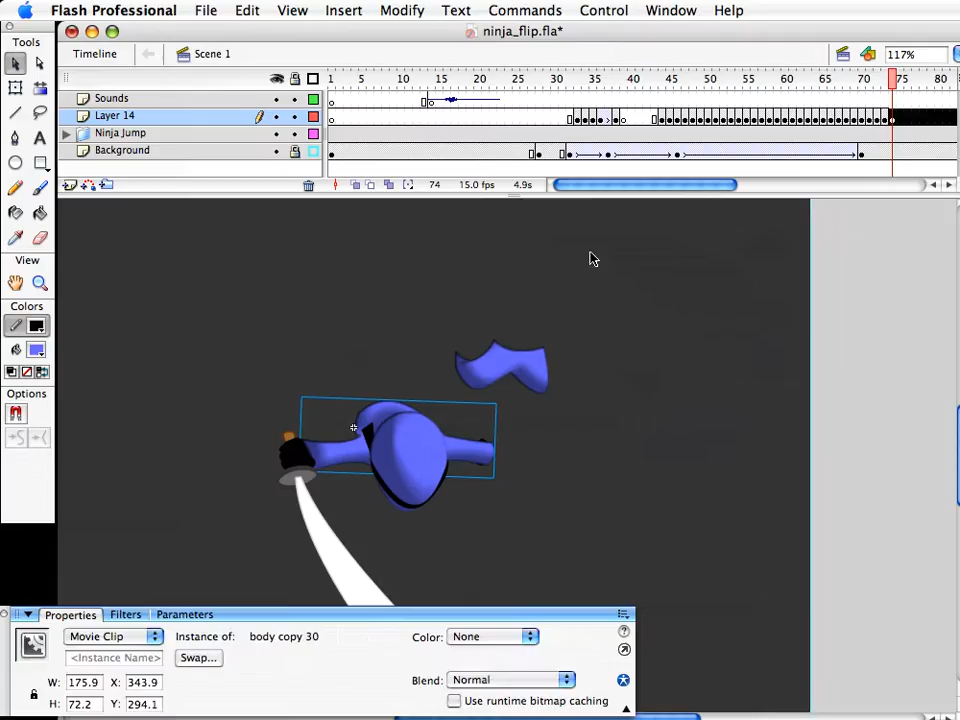 Flash Professional File Edit View Insert Modify Text Commands Control Window Help
ninja_flip.fla*
Timeline Scene 1 117%
Tools
1 5 10 15 20 25 30 35 40 45 50 55 60 65 70 75 80
Sounds
Layer 14
Ninja Jump
Background
74 15.0 fps 4.9s
View
Colors
Options
Properties Filters Parameters
Movie Clip Instance of: body copy 30 Color: None
<Instance Name> Swap...
W: 175.9 X: 343.9 Blend: Normal
H: 72.2 Y: 294.1 Use runtime bitmap caching